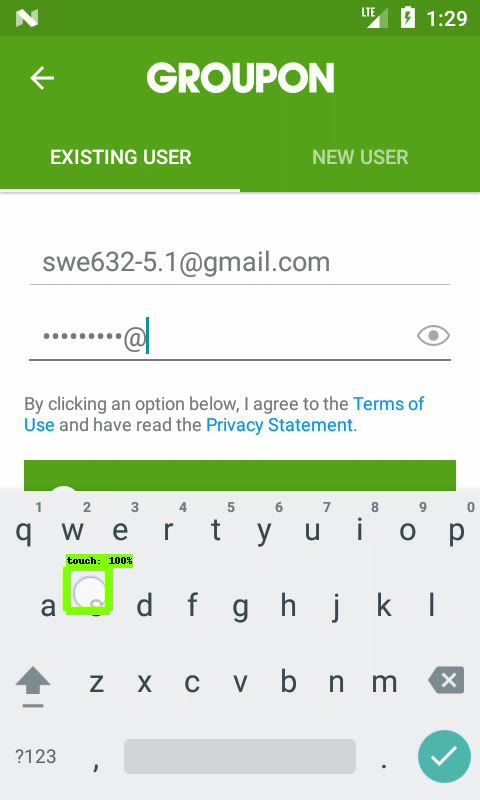 LTE 1:29
GROUPON
EXISTING USER NEW USER
swe632-5.1@gmail.com
•••••••••@
By clicking an option below, I agree to the Terms of
Use and have read the Privacy Statement.
1 2 3 4 5 6 7 8 9 0
q w e r t y u i o p
touch: 100%
a s d f g h j k l
z x c v b n m
?123 , .